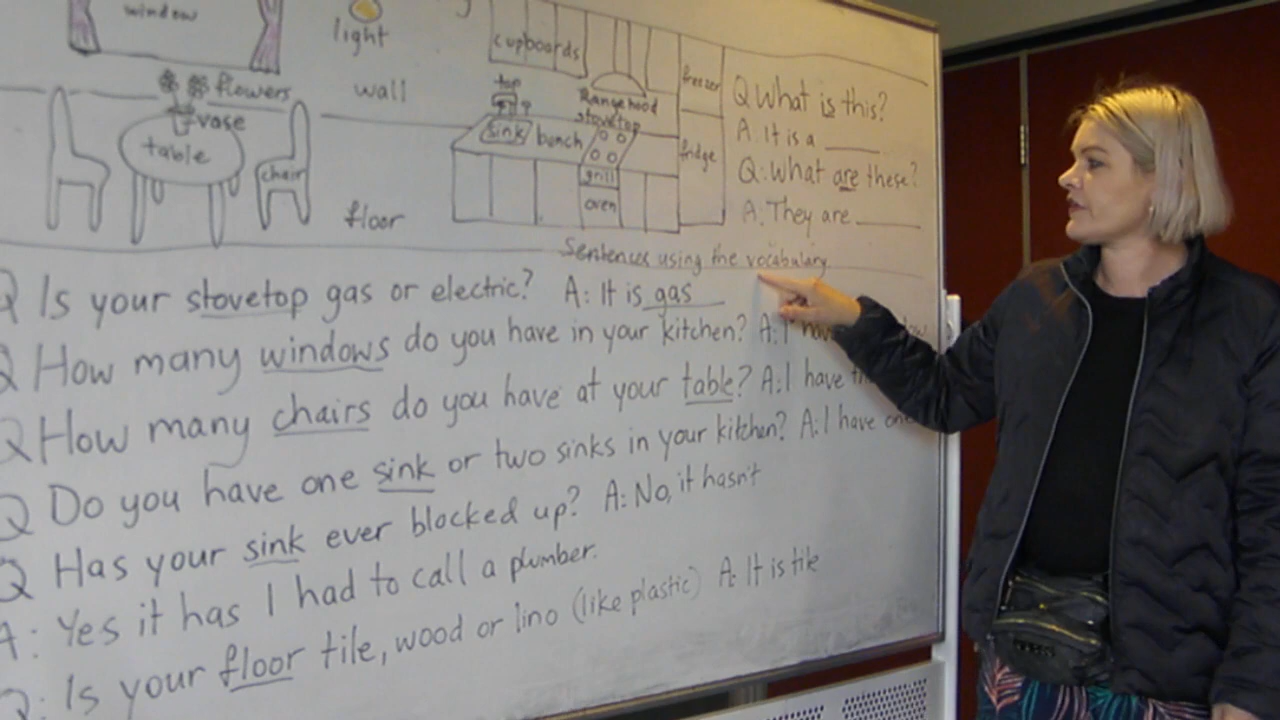 window
light
cupboards
flowers
wall
vase
table
chair
floor
tap
Rangehood
stovetop
sink
bench
grill
oven
freezer
fridge
Q What is this?
A: It is a
Q: What are these?
A: They are
Sentences using the vocabulary
Q Is your stovetop gas or electric? A: It is gas
Q How many windows do you have in your kitchen? A: I
Q How many chairs do you have at your table? A: I have
Q Do you have one sink or two sinks in your kitchen? A: I have one
Q Has your sink ever blocked up? A: No, it hasn't
A: Yes it has I had to call a plumber.
Q: Is your floor tile, wood or lino (like plastic) A: It is tile